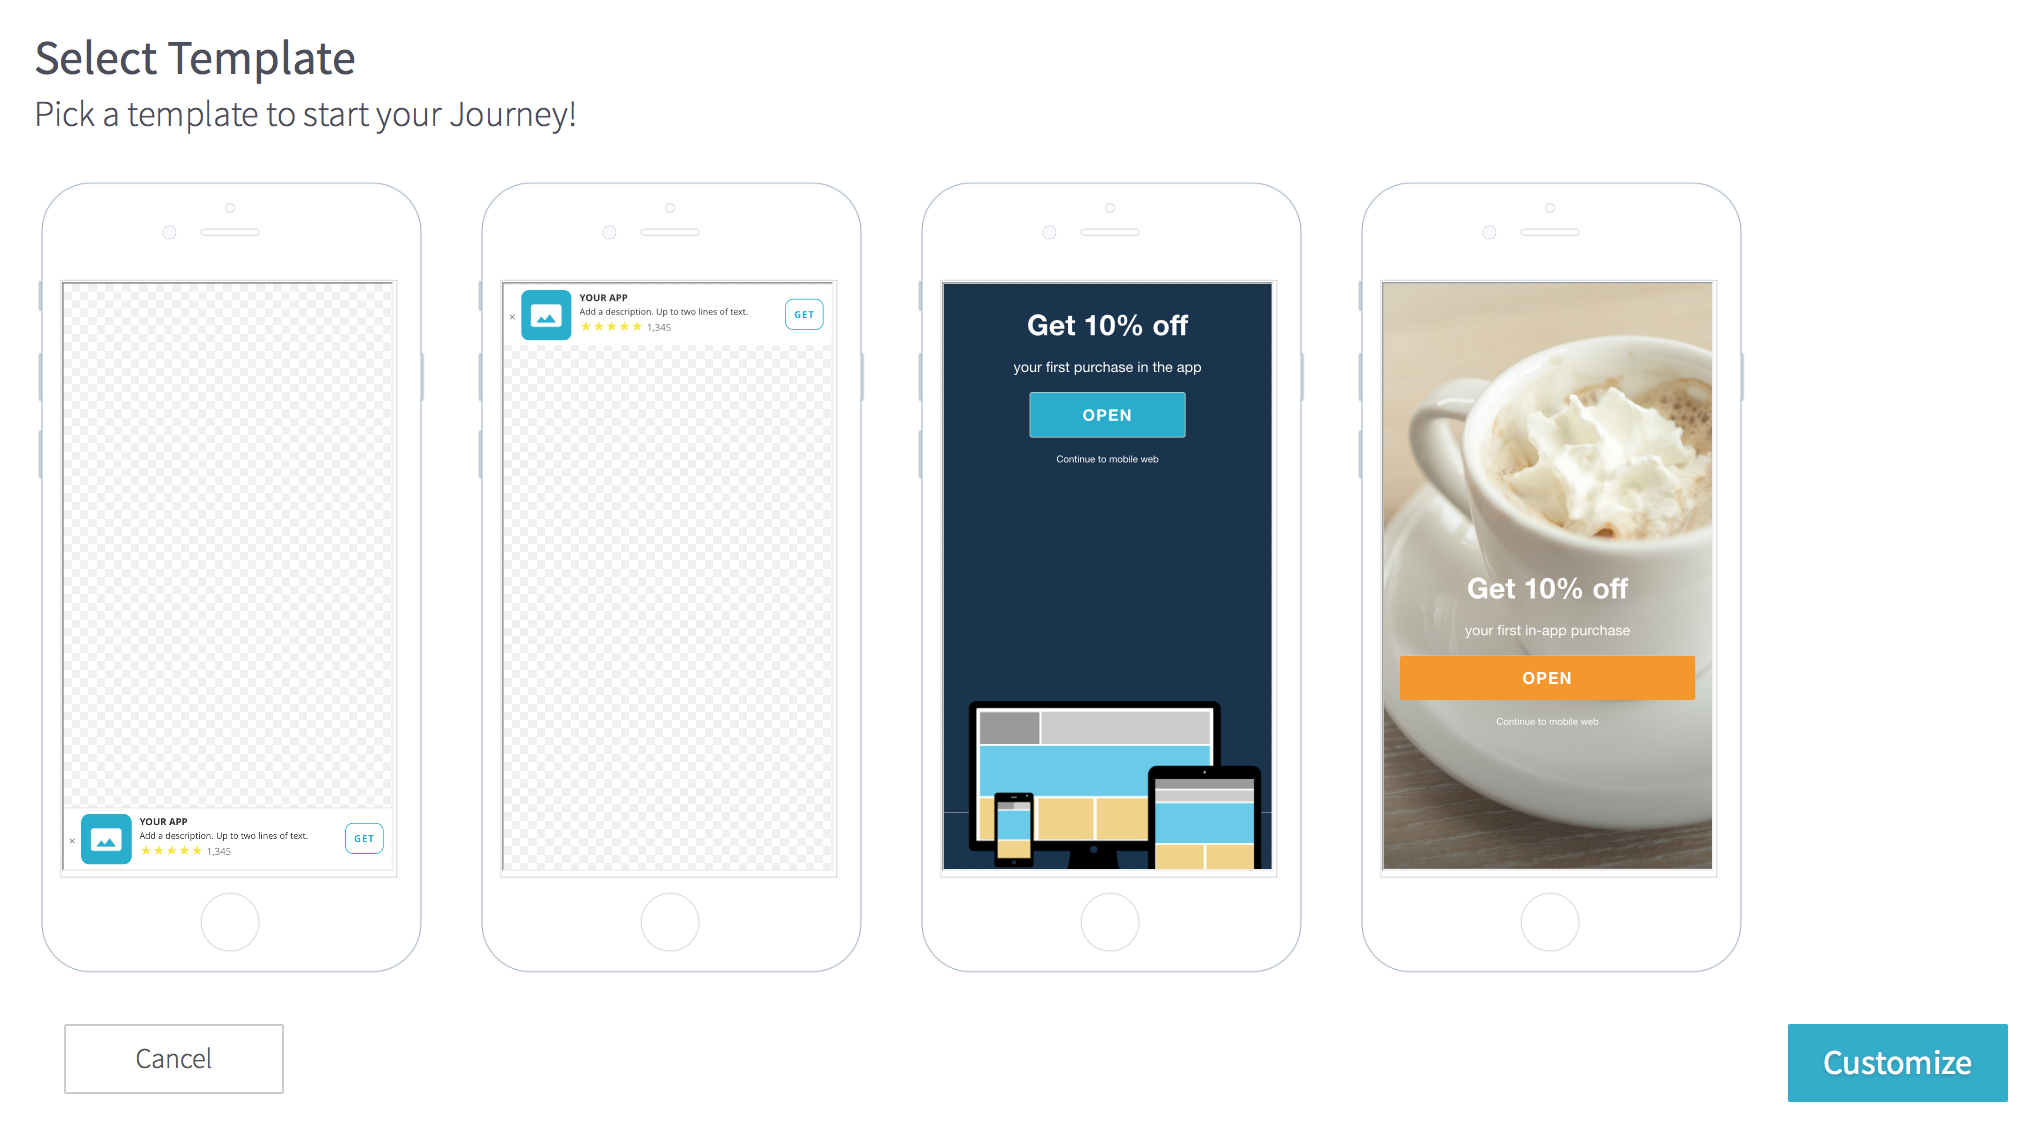 Select Template
Pick a template to start your Journey!
YOUR APP
Add a description. Up to two lines of text.
★★★★★ 1,345
GET
×
YOUR APP
Add a description. Up to two lines of text.
★★★★★ 1,345
GET
×
Get 10% off
your first purchase in the app
OPEN
Continue to mobile web
Get 10% off
your first in-app purchase
OPEN
Continue to mobile web
Cancel
Customize